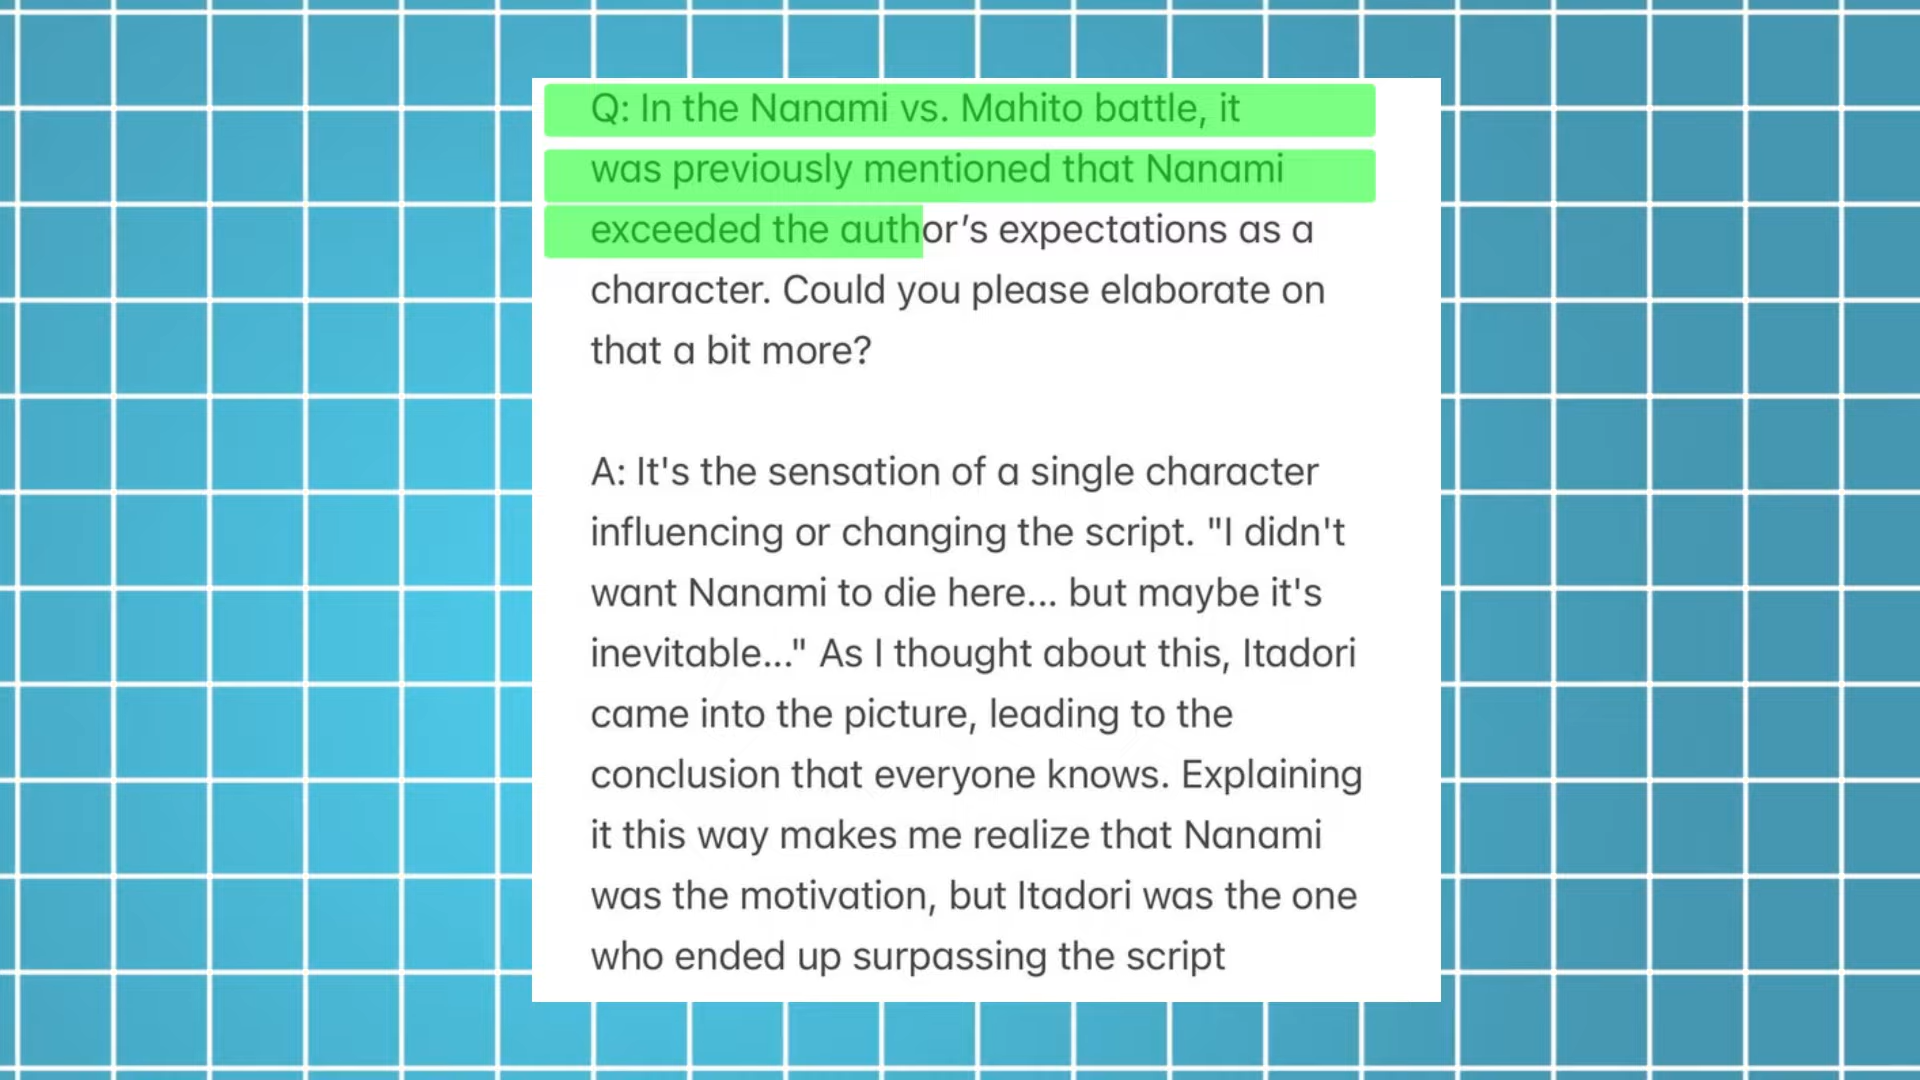 Q: In the Nanami vs. Mahito battle, it
was previously mentioned that Nanami
exceeded the author’s expectations as a
character. Could you please elaborate on
that a bit more?
A: It's the sensation of a single character
influencing or changing the script. "I didn't
want Nanami to die here... but maybe it's
inevitable..." As I thought about this, Itadori
came into the picture, leading to the
conclusion that everyone knows. Explaining
it this way makes me realize that Nanami
was the motivation, but Itadori was the one
who ended up surpassing the script